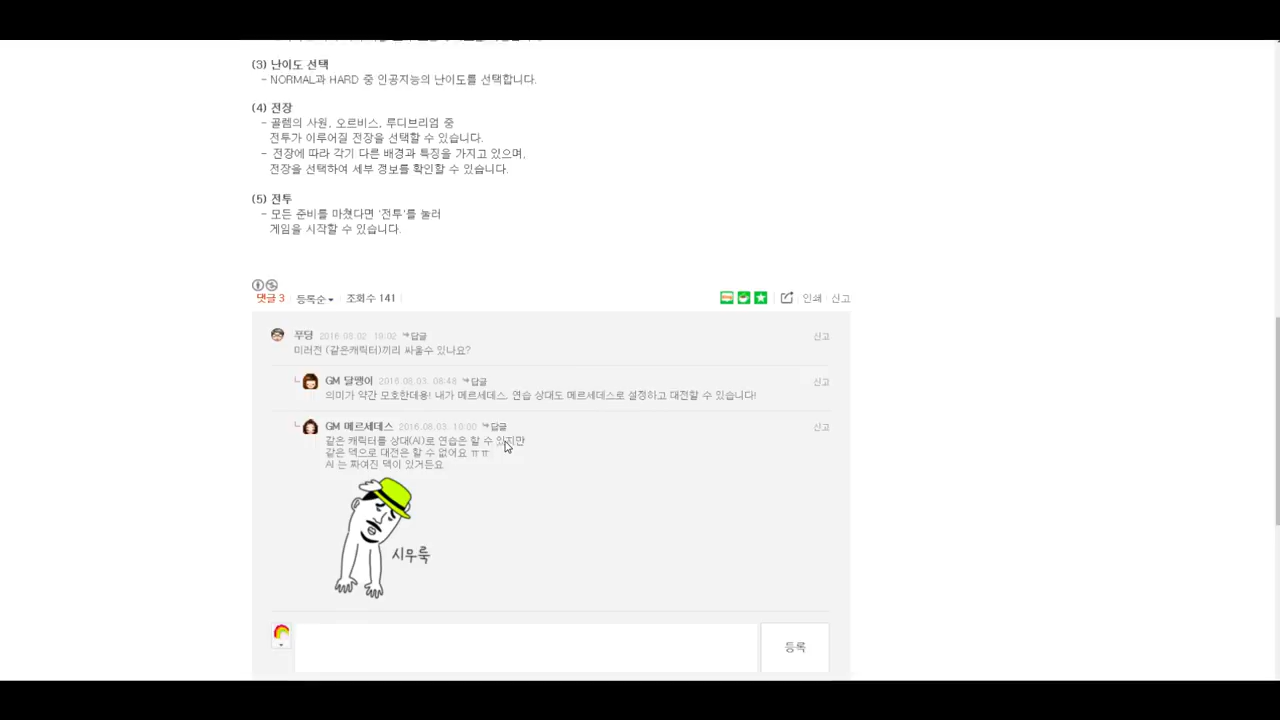 (3) 난이도 선택
- NORMAL과 HARD 중 인공지능의 난이도를 선택합니다.
(4) 전장
- 골렘의 사원, 오르비스, 루디브리엄 중
전투가 이루어질 전장을 선택할 수 있습니다.
- 전장에 따라 각기 다른 배경과 특징을 가지고 있으며,
전장을 선택하여 세부 정보를 확인할 수 있습니다.
(5) 전투
- 모든 준비를 마쳤다면 '전투'를 눌러
게임을 시작할 수 있습니다.
댓글 3 등록순 조회수 141 인쇄 신고
푸딩 2016.08.02. 19:02 답글 신고
미러전 (같은캐릭터)끼리 싸울수 있나요?
GM 달팽이 2016.08.03. 08:48 답글 신고
의미가 약간 모호한데용! 내가 메르세데스, 연습 상대도 메르세데스로 설정하고 대전할 수 있습니다!
GM 메르세데스 2016.08.03. 10:00 답글 신고
같은 캐릭터를 상대(AI)로 연습은 할 수 있지만
같은 덱으로 대전은 할 수 없어요 ㅠㅠ
AI 는 짜여진 덱이 있거든요
시무룩
등록